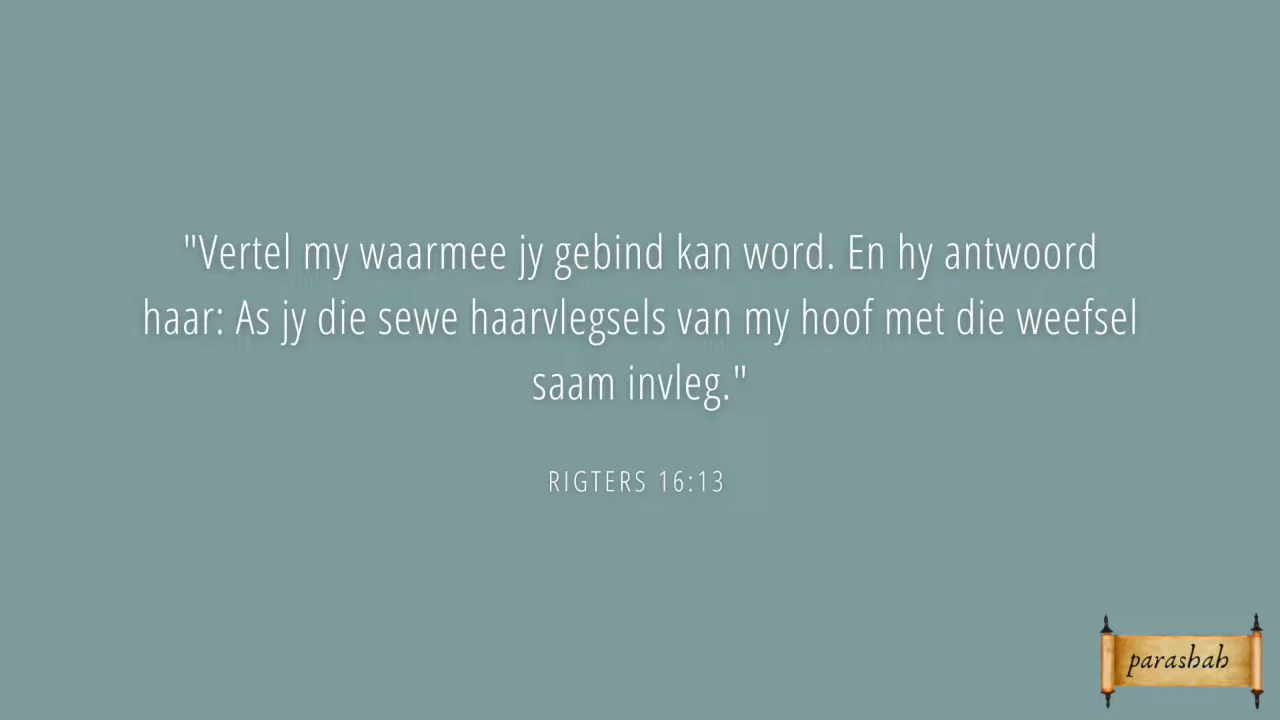 "Vertel my waarmee jy gebind kan word. En hy antwoord
haar: As jy die sewe haarvlegsels van my hoof met die weefsel
saam invleg."
RIGTERS 16:13
parashah